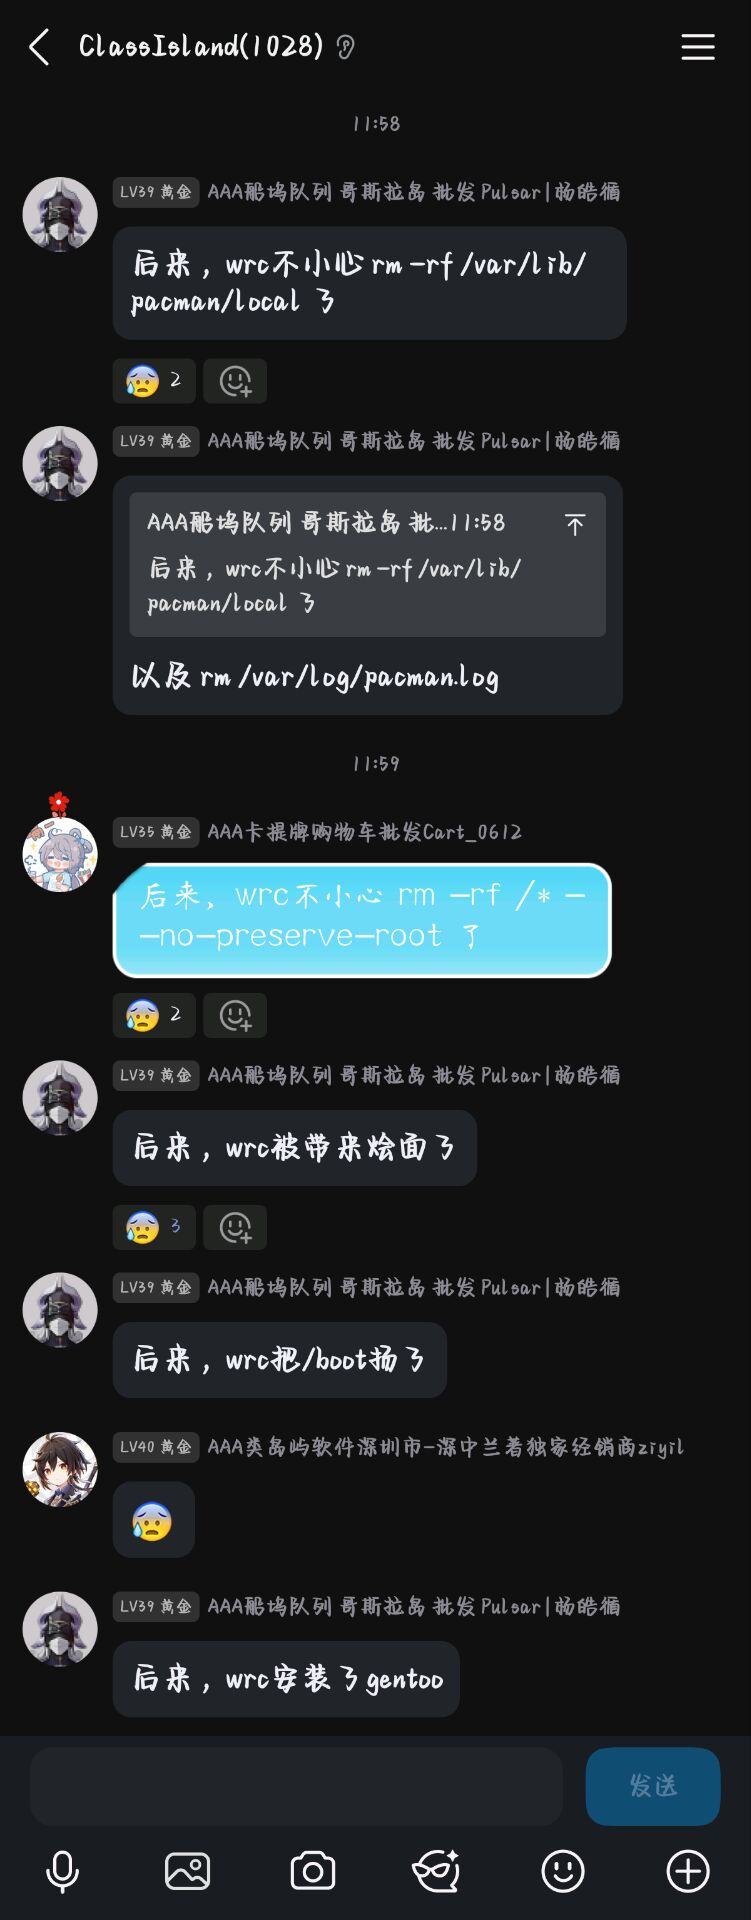 ClassIsland(1028)
11:58
LV39 黄金 AAA船坞队列 哥斯拉岛 批发 Pulsar|杨皓循
后来，wrc不小心 rm -rf /var/lib/
pacman/local 了
2
LV39 黄金 AAA船坞队列 哥斯拉岛 批发 Pulsar|杨皓循
AAA船坞队列 哥斯拉岛 批...11:58
后来，wrc不小心 rm -rf /var/lib/
pacman/local 了
以及 rm /var/log/pacman.log
11:59
LV35 黄金 AAA卡提牌购物车批发Cart_0612
后来，wrc不小心 rm -rf /* -
-no-preserve-root 了
2
LV39 黄金 AAA船坞队列 哥斯拉岛 批发 Pulsar|杨皓循
后来，wrc被带来烩面了
3
LV39 黄金 AAA船坞队列 哥斯拉岛 批发 Pulsar|杨皓循
后来，wrc把/boot扬了
LV40 黄金 AAA类岛屿软件深圳市-深中兰着独家经销商ziyil
LV39 黄金 AAA船坞队列 哥斯拉岛 批发 Pulsar|杨皓循
后来，wrc安装了gentoo
发送